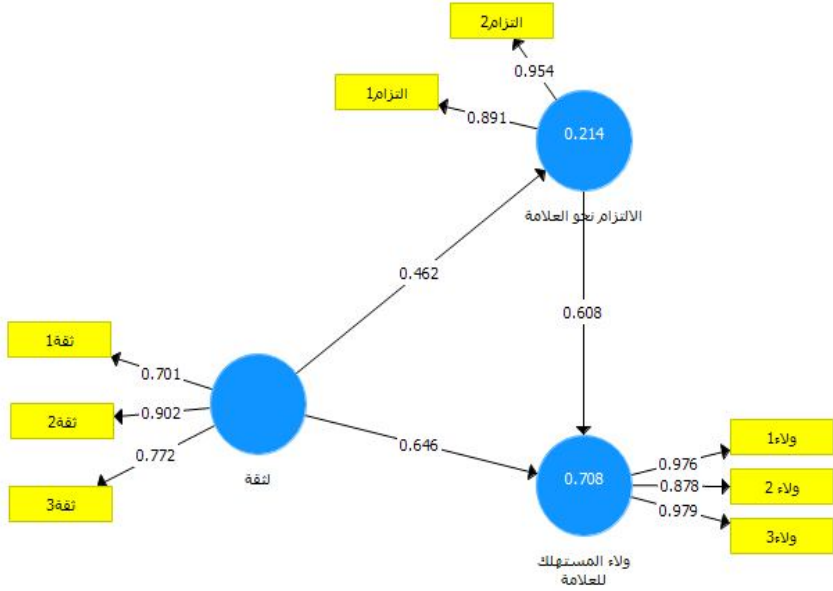 التزام2
0.954
التزام1
0.891
0.214
الالتزام نحو العلامة
0.462
0.608
ثقة1
0.701
ثقة2
0.902
0.772
ثقة3
لثقة
0.646
0.708
ولاء1
0.976
ولاء 2
0.878
0.979
ولاء3
ولاء المستهلك
للعلامة